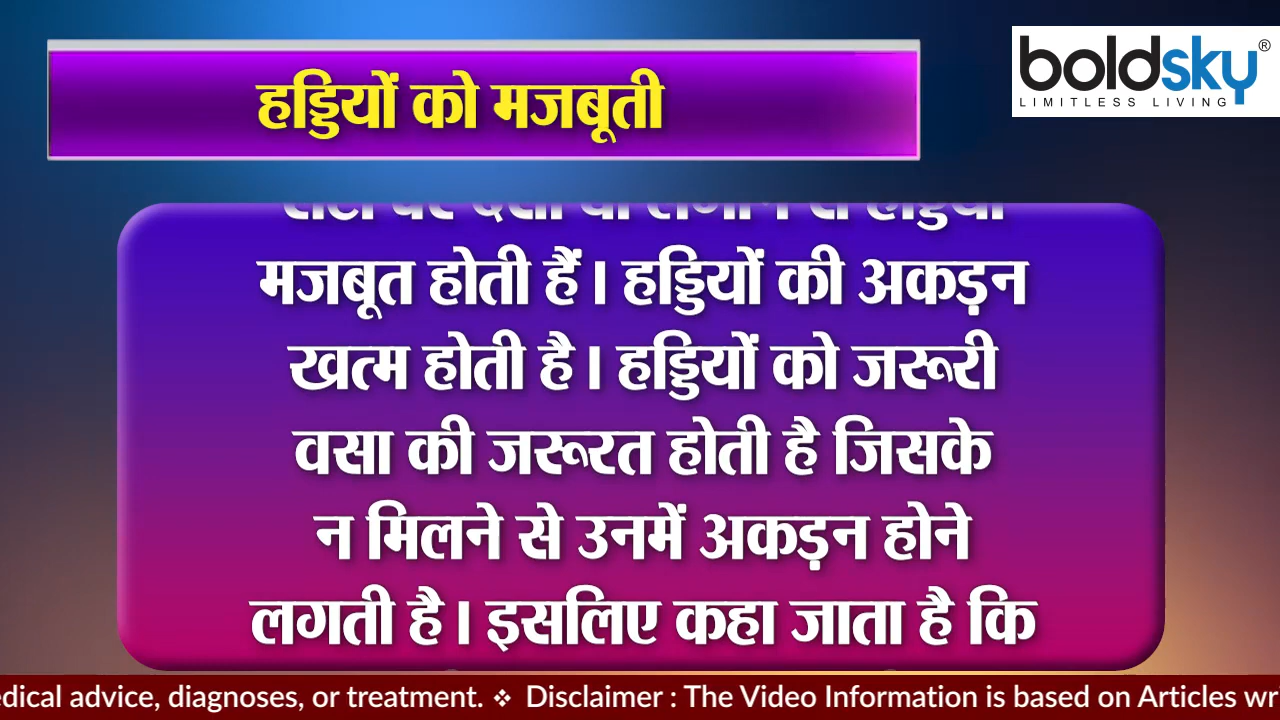 हड्डियों को मजबूती
boldsky®
LIMITLESS LIVING
मजबूत होती हैं। हड्डियों की अकड़न
खत्म होती है। हड्डियों को जरूरी
वसा की जरूरत होती है जिसके
न मिलने से उनमें अकड़न होने
लगती है। इसलिए कहा जाता है कि
edical advice, diagnoses, or treatment. ❖ Disclaimer : The Video Information is based on Articles wr